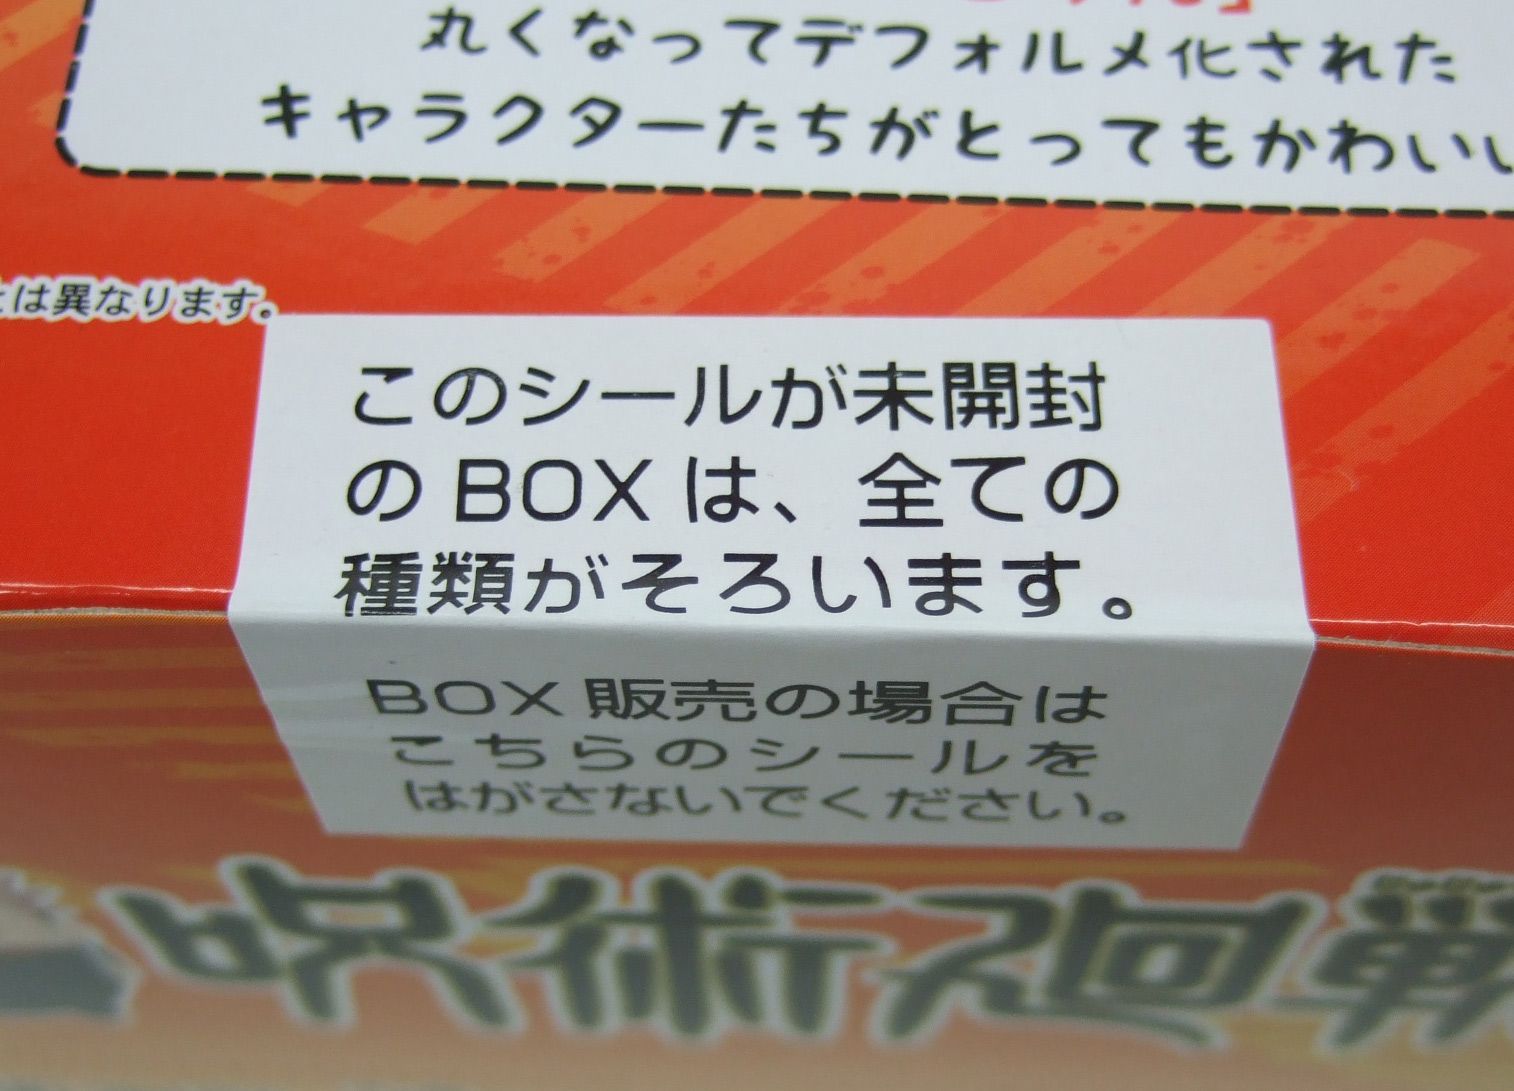 丸くなってデフォルメ化された
キャラクターたちがとってもかわいい
は異なります。
このシールが未開封
のBOXは、全ての
種類がそろいます。
BOX販売の場合は
こちらのシールを
はがさないでください。
呪術廻戦